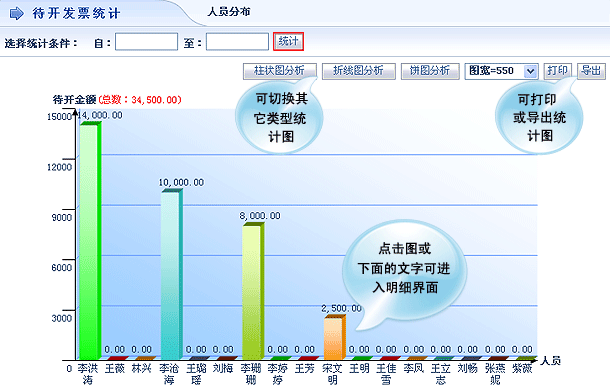 待开发票统计
人员分布
选择统计条件： 自： 至： 统计
柱状图分析 折线图分析 饼图分析 图宽=550 打印 导出
可切换其
它类型统
计图
可打印
或导出统
计图
待开金额(总数：34,500.00)
15000
12000
9000
6000
3000
0
14,000.00
10,000.00
8,000.00
2,500.00
点击图或
下面的文字可进
入明细界面
0.00 0.00 0.00 0.00 0.00 0.00 0.00 0.00 0.00 0.00 0.00 0.00 0.00
人员
李洪涛 王薇 林兴 李沧海 王璐瑶 刘梅 李珊珊 李婷婷 王芳 宋文明 王明 王佳雪 李凤 王立志 刘畅 张燕妮 紫薇